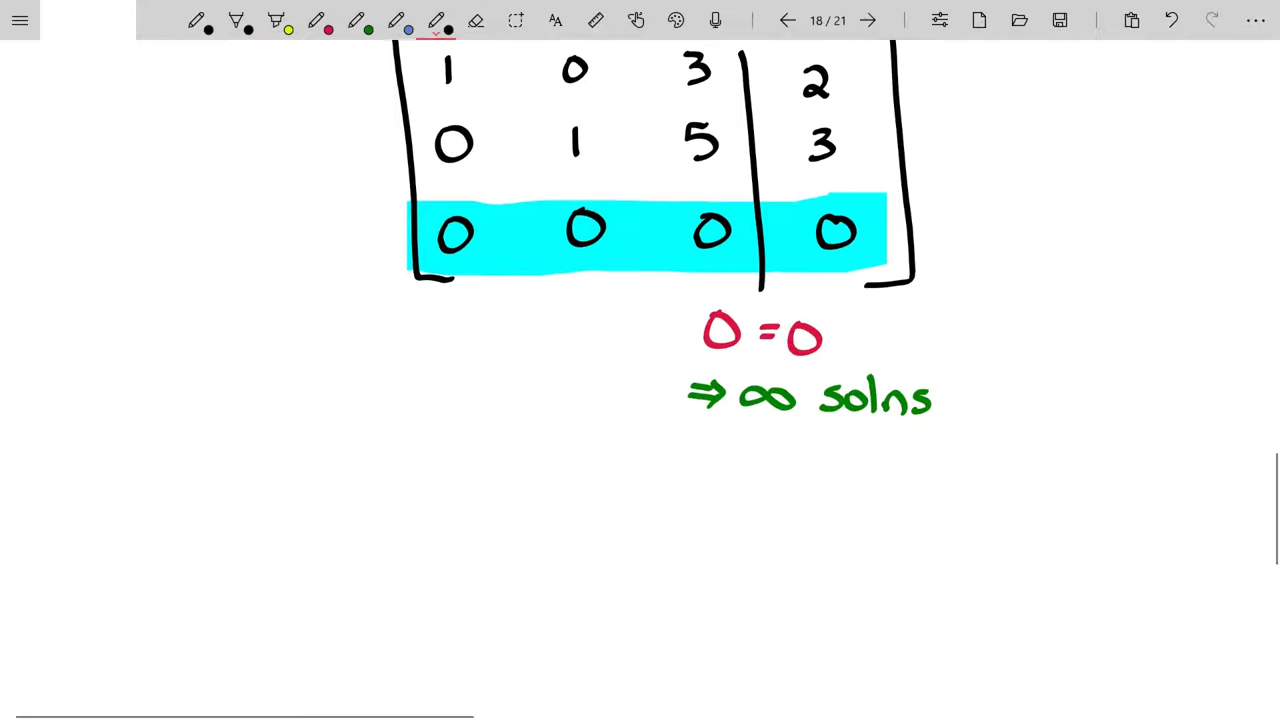 18 / 21
1 0 3 2
0 1 5 3
0 0 0 0
0 = 0
⇒ ∞ solns